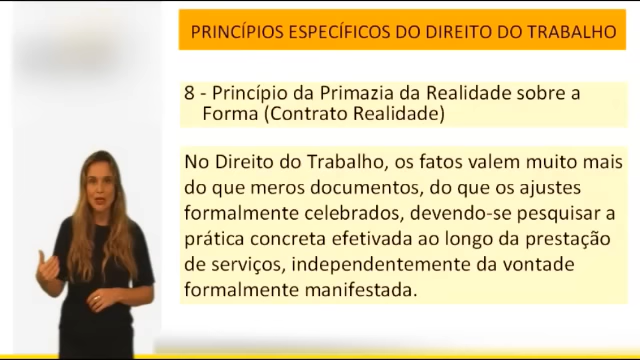 PRINCÍPIOS ESPECÍFICOS DO DIREITO DO TRABALHO
8 - Princípio da Primazia da Realidade sobre a
Forma (Contrato Realidade)
No Direito do Trabalho, os fatos valem muito mais
do que meros documentos, do que os ajustes
formalmente celebrados, devendo-se pesquisar a
prática concreta efetivada ao longo da prestação
de serviços, independentemente da vontade
formalmente manifestada.